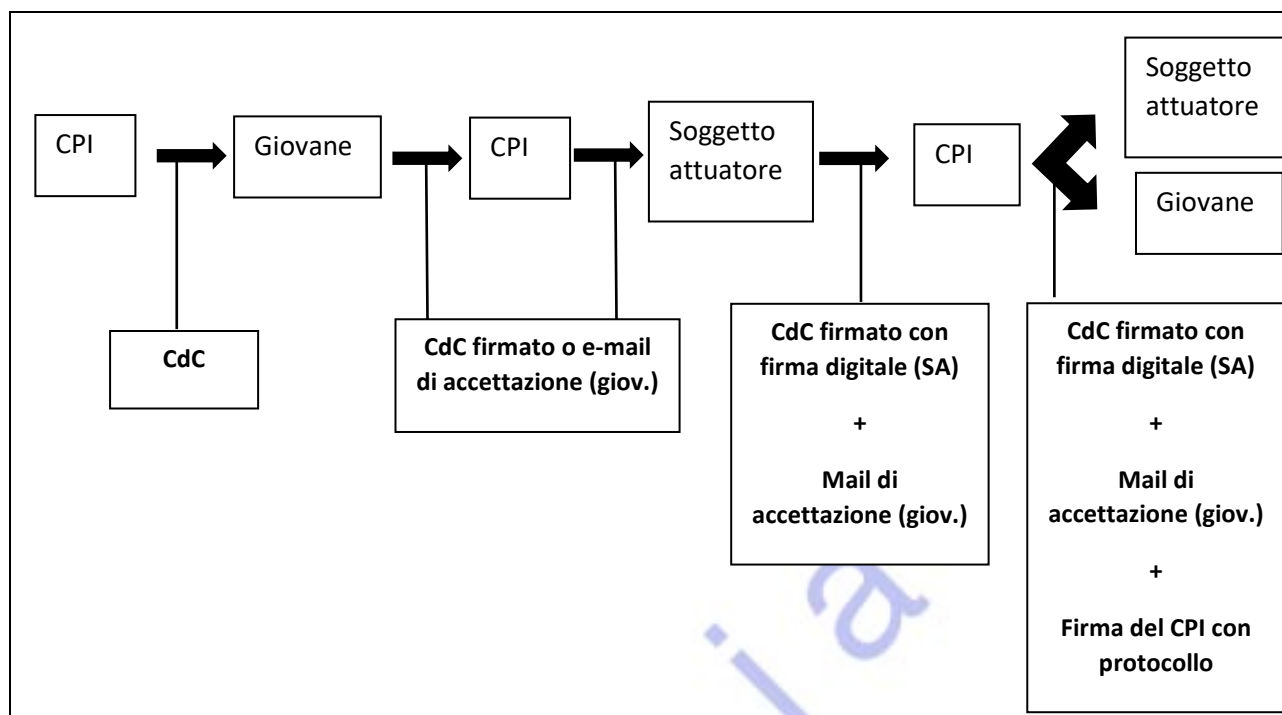 CPI
Giovane
CPI
Soggetto
attuatore
CPI
Soggetto
attuatore
Giovane
CdC
CdC firmato o e-mail
di accettazione (giov.)
CdC firmato con
firma digitale (SA)
+
Mail di
accettazione (giov.)
CdC firmato con
firma digitale (SA)
+
Mail di
accettazione (giov.)
+
Firma del CPI con
protocollo